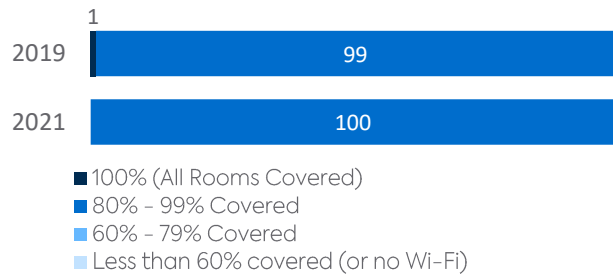 1
2019 99
2021 100
100% (All Rooms Covered)
80% - 99% Covered
60% - 79% Covered
Less than 60% covered (or no Wi-Fi)